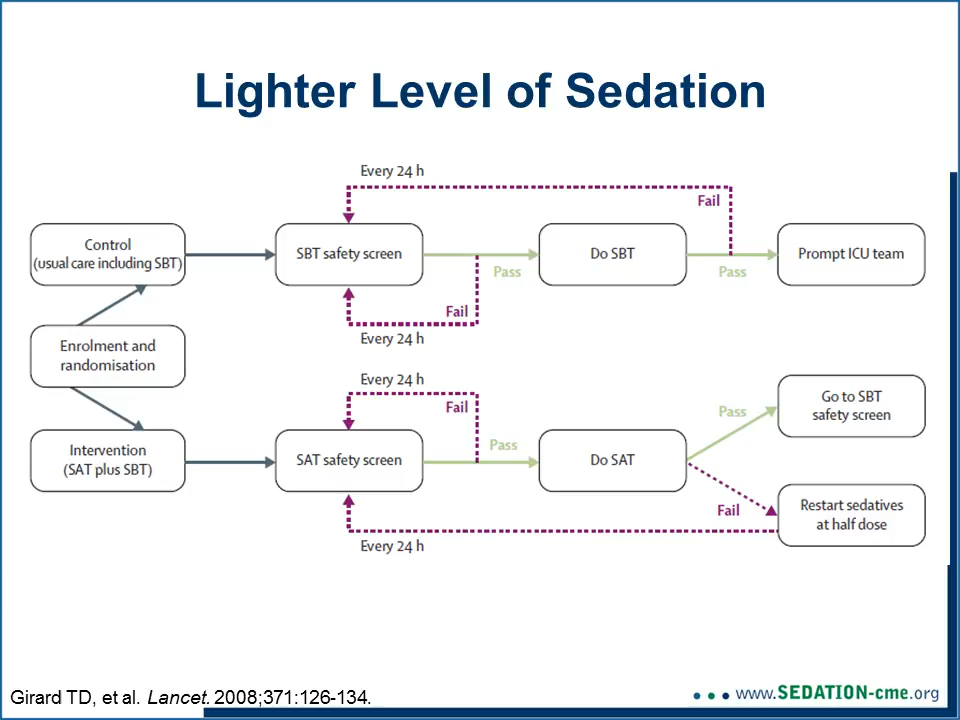 Lighter Level of Sedation
Every 24 h
Fail
Control
(usual care including SBT)
SBT safety screen
Pass
Do SBT
Pass
Prompt ICU team
Fail
Every 24 h
Enrolment and
randomisation
Every 24 h
Fail
Intervention
(SAT plus SBT)
SAT safety screen
Pass
Do SAT
Pass
Go to SBT
safety screen
Fail
Restart sedatives
at half dose
Every 24 h
Girard TD, et al. Lancet. 2008;371:126-134.
www.SEDATION-cme.org